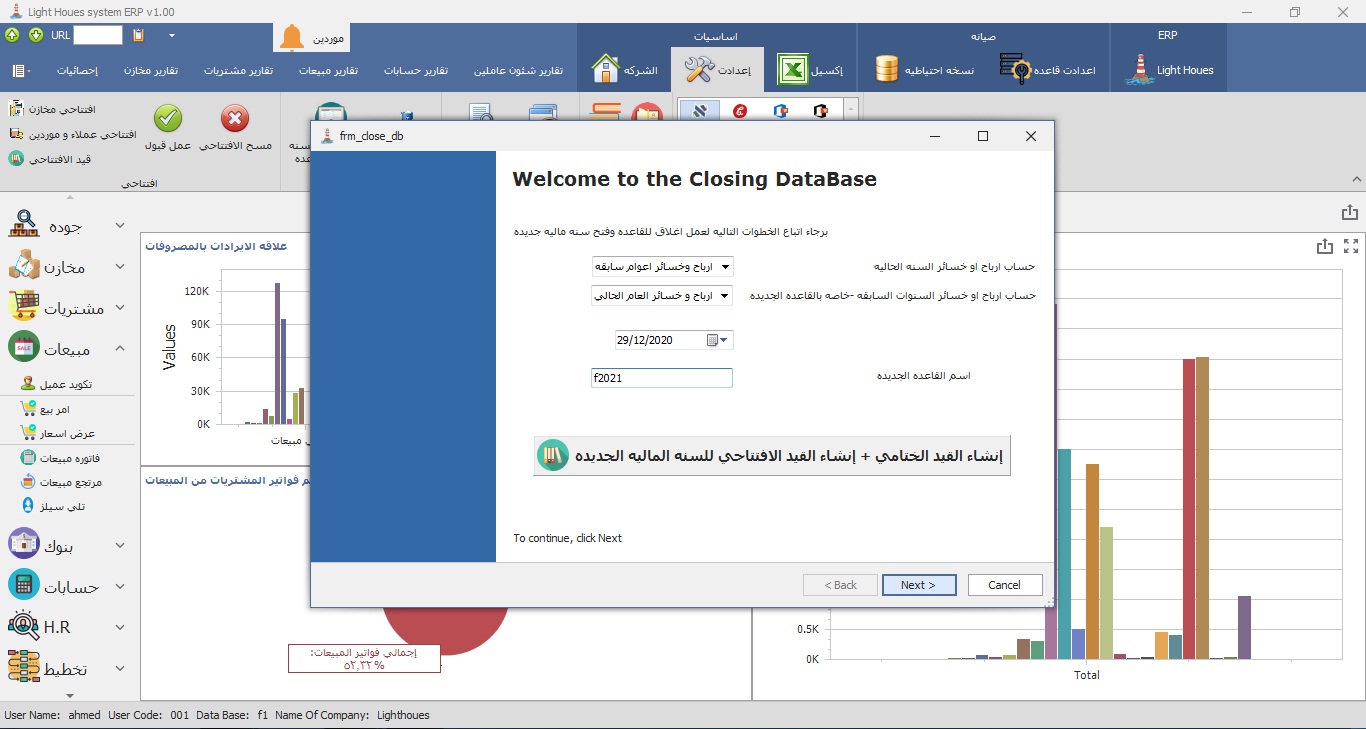 Light Houes system ERP v1.00
URL
موردين
اساسيات
صيانه
ERP
إحصائيات
تقارير مخازن
تقارير مشتريات
تقارير مبيعات
تقارير حسابات
تقارير شئون عاملين
الشركه
إعدادت
إكسيل
نسخه احتياطيه
اعدادت قاعده
Light Houes
افتتاحي مخازن
افتتاحي عملاء و موردين
قيد الافتتاحي
عمل قبول
مسح الافتتاحي
افتتاحي
frm_close_db
Welcome to the Closing DataBase
برجاء اتباع الخطوات التاليه لعمل اغلاق للقاعده وفتح سنه ماليه جديده
حساب ارباح او خسائر السنه الحاليه
ارباح وخسائر اعوام سابقه
حساب ارباح او خسائر السنوات السابقه -خاصه بالقاعده الجديده
ارباح و خسائر العام الحالي
29/12/2020
اسم القاعده الجديده
f2021
إنشاء القيد الختامي + إنشاء القيد الافتتاحي للسنه الماليه الجديده
To continue, click Next
< Back
Next >
Cancel
جوده
مخازن
مشتريات
مبيعات
تكويد عميل
امر بيع
عرض اسعار
فاتوره مبيعات
مرتجع مبيعات
تلي سيلز
بنوك
حسابات
H.R
تخطيط
علاقه الايرادات بالمصروفات
Values
120K
90K
60K
30K
0K
مبيعات
فواتير المشتريات من المبيعات
إجمالي فواتير المبيعات:
٥٢,٣٢%
0.5K
0K
Total
User Name: ahmed User Code: 001 Data Base: f1 Name Of Company: Lighthoues